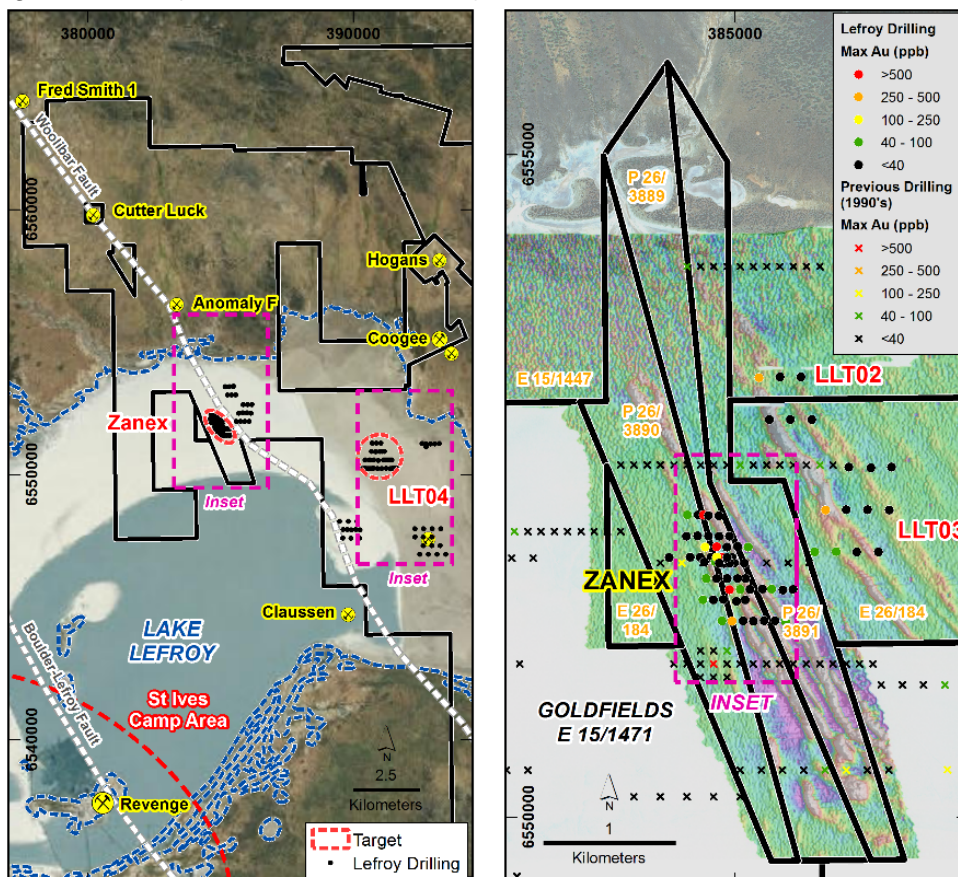 380000
390000
6560000
6550000
6540000
Fred Smith 1
Woolibar Fault
Cutter Luck
Hogans
Anomaly F
Coogee
Zanex
Inset
LLT04
Inset
Claussen
LAKE
LEFROY
Boulder-Lefroy Fault
St Ives
Camp Area
Revenge
N
2.5
Kilometers
Target
Lefroy Drilling
385000
6555000
6550000
Lefroy Drilling
Max Au (ppb)
>500
250 - 500
100 - 250
40 - 100
<40
Previous Drilling
(1990's)
Max Au (ppb)
>500
250 - 500
100 - 250
40 - 100
<40
P 26/
3889
E 15/1447
LLT02
P 26/
3890
LLT03
ZANEX
E 26/
184
P 26/
3891
E 26/184
INSET
GOLDFIELDS
E 15/1471
N
1
Kilometers